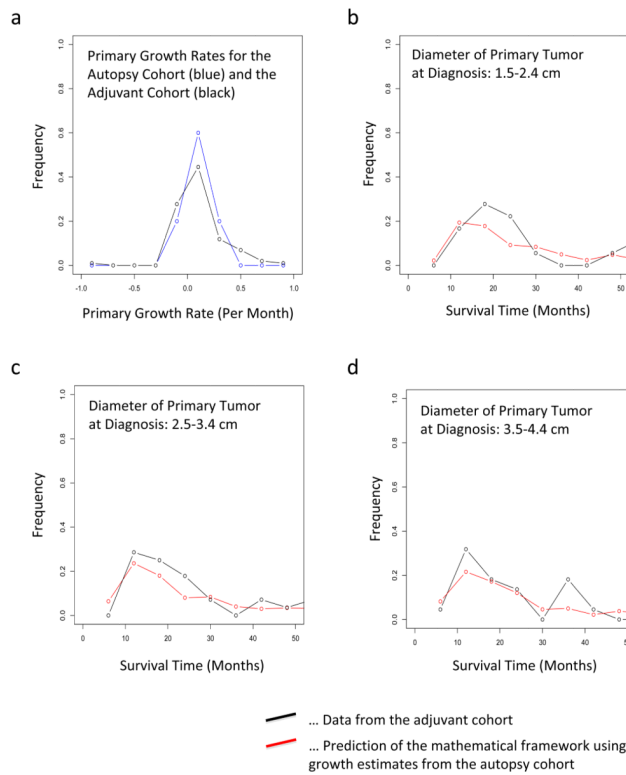 a
Primary Growth Rates for the
Autopsy Cohort (blue) and the
Adjuvant Cohort (black)
Frequency
1.0
0.8
0.6
0.4
0.2
0.0
-1.0 -0.5 0.0 0.5 1.0
Primary Growth Rate (Per Month)
b
Diameter of Primary Tumor
at Diagnosis: 1.5-2.4 cm
Frequency
1.0
0.8
0.6
0.4
0.2
0.0
0 10 20 30 40 50
Survival Time (Months)
c
Diameter of Primary Tumor
at Diagnosis: 2.5-3.4 cm
Frequency
1.0
0.8
0.6
0.4
0.2
0.0
0 10 20 30 40 50
Survival Time (Months)
d
Diameter of Primary Tumor
at Diagnosis: 3.5-4.4 cm
Frequency
1.0
0.8
0.6
0.4
0.2
0.0
0 10 20 30 40 50
Survival Time (Months)
... Data from the adjuvant cohort
... Prediction of the mathematical framework using
growth estimates from the autopsy cohort